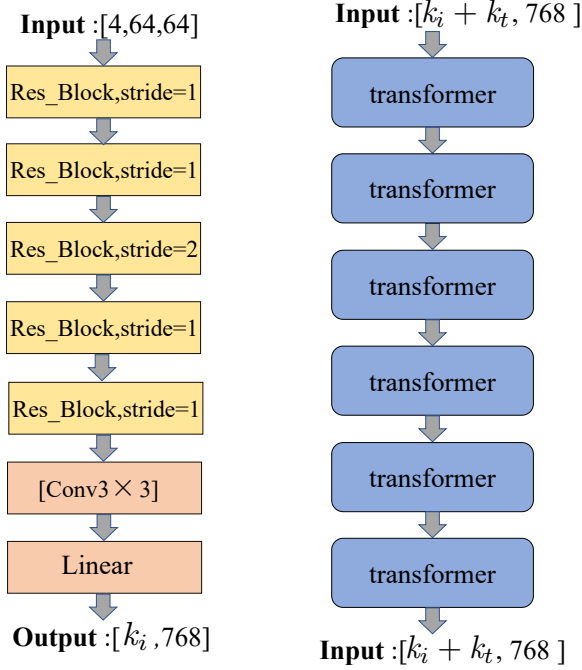 Input :[4,64,64]
Res_Block,stride=1
Res_Block,stride=1
Res_Block,stride=2
Res_Block,stride=1
Res_Block,stride=1
[Conv3 × 3]
Linear
Output :[k_i ,768]
Input :[k_i + k_t, 768 ]
transformer
transformer
transformer
transformer
transformer
transformer
Input :[k_i + k_t, 768 ]